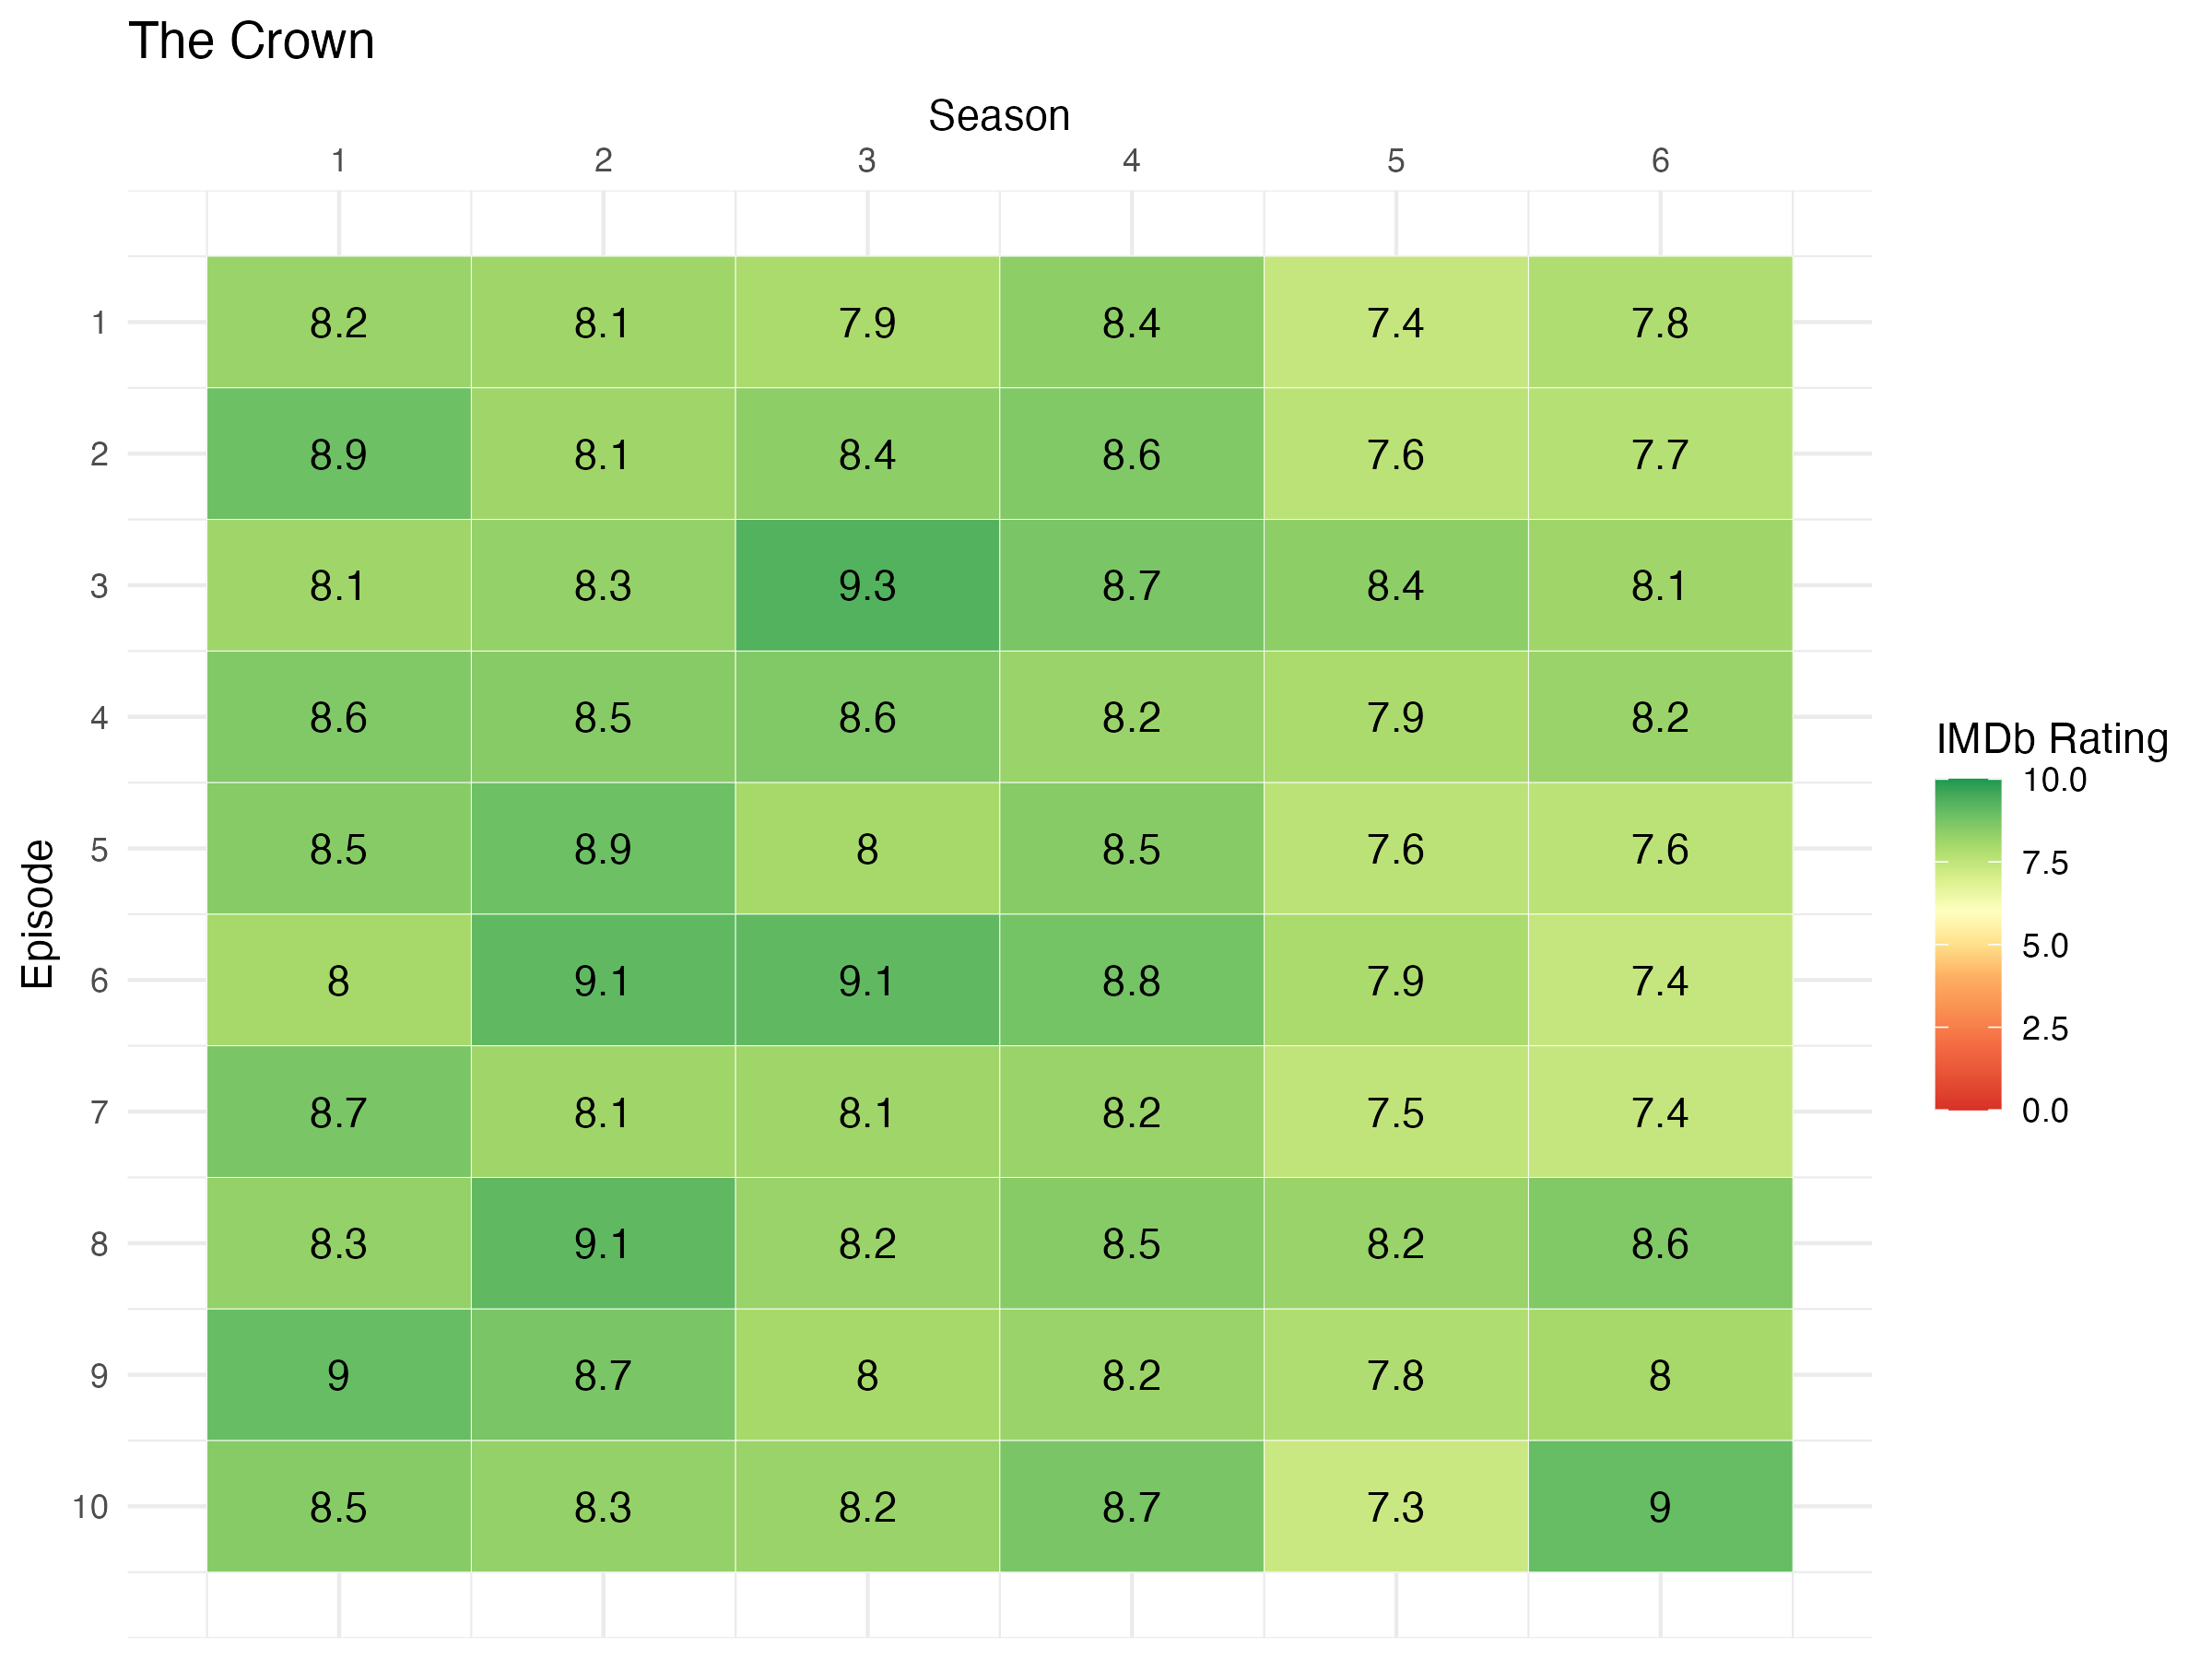 The Crown
Season
1 2 3 4 5 6
1 8.2 8.1 7.9 8.4 7.4 7.8
2 8.9 8.1 8.4 8.6 7.6 7.7
3 8.1 8.3 9.3 8.7 8.4 8.1
4 8.6 8.5 8.6 8.2 7.9 8.2
5 8.5 8.9 8 8.5 7.6 7.6
6 8 9.1 9.1 8.8 7.9 7.4
7 8.7 8.1 8.1 8.2 7.5 7.4
8 8.3 9.1 8.2 8.5 8.2 8.6
9 9 8.7 8 8.2 7.8 8
10 8.5 8.3 8.2 8.7 7.3 9
Episode
IMDb Rating
10.0
7.5
5.0
2.5
0.0